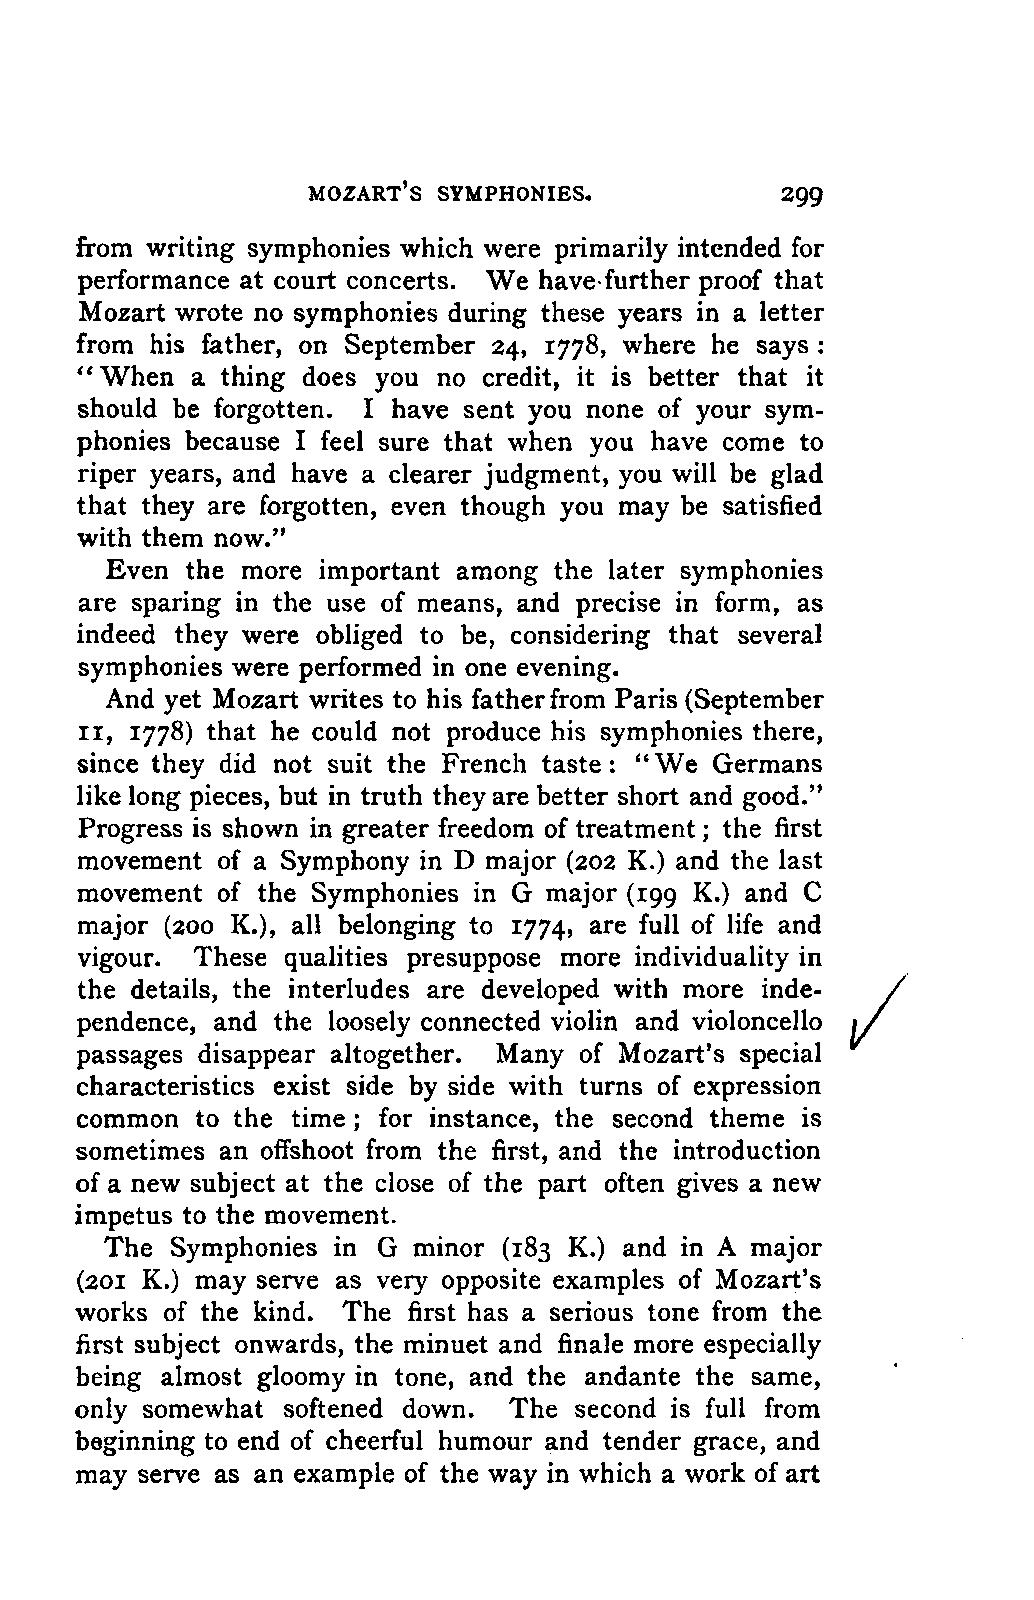 MOZART'S SYMPHONIES. 299
from writing symphonies which were primarily intended for
performance at court concerts. We have further proof that
Mozart wrote no symphonies during these years in a letter
from his father, on September 24, 1778, where he says :
"When a thing does you no credit, it is better that it
should be forgotten. I have sent you none of your sym-
phonies because I feel sure that when you have come to
riper years, and have a clearer judgment, you will be glad
that they are forgotten, even though you may be satisfied
with them now."
Even the more important among the later symphonies
are sparing in the use of means, and precise in form, as
indeed they were obliged to be, considering that several
symphonies were performed in one evening.
And yet Mozart writes to his father from Paris (September
11, 1778) that he could not produce his symphonies there,
since they did not suit the French taste : "We Germans
like long pieces, but in truth they are better short and good."
Progress is shown in greater freedom of treatment ; the first
movement of a Symphony in D major (202 K.) and the last
movement of the Symphonies in G major (199 K.) and C
major (200 K.), all belonging to 1774, are full of life and
vigour. These qualities presuppose more individuality in
the details, the interludes are developed with more inde-
pendence, and the loosely connected violin and violoncello
passages disappear altogether. Many of Mozart's special
characteristics exist side by side with turns of expression
common to the time ; for instance, the second theme is
sometimes an offshoot from the first, and the introduction
of a new subject at the close of the part often gives a new
impetus to the movement.
The Symphonies in G minor (183 K.) and in A major
(201 K.) may serve as very opposite examples of Mozart's
works of the kind. The first has a serious tone from the
first subject onwards, the minuet and finale more especially
being almost gloomy in tone, and the andante the same,
only somewhat softened down. The second is full from
beginning to end of cheerful humour and tender grace, and
may serve as an example of the way in which a work of art